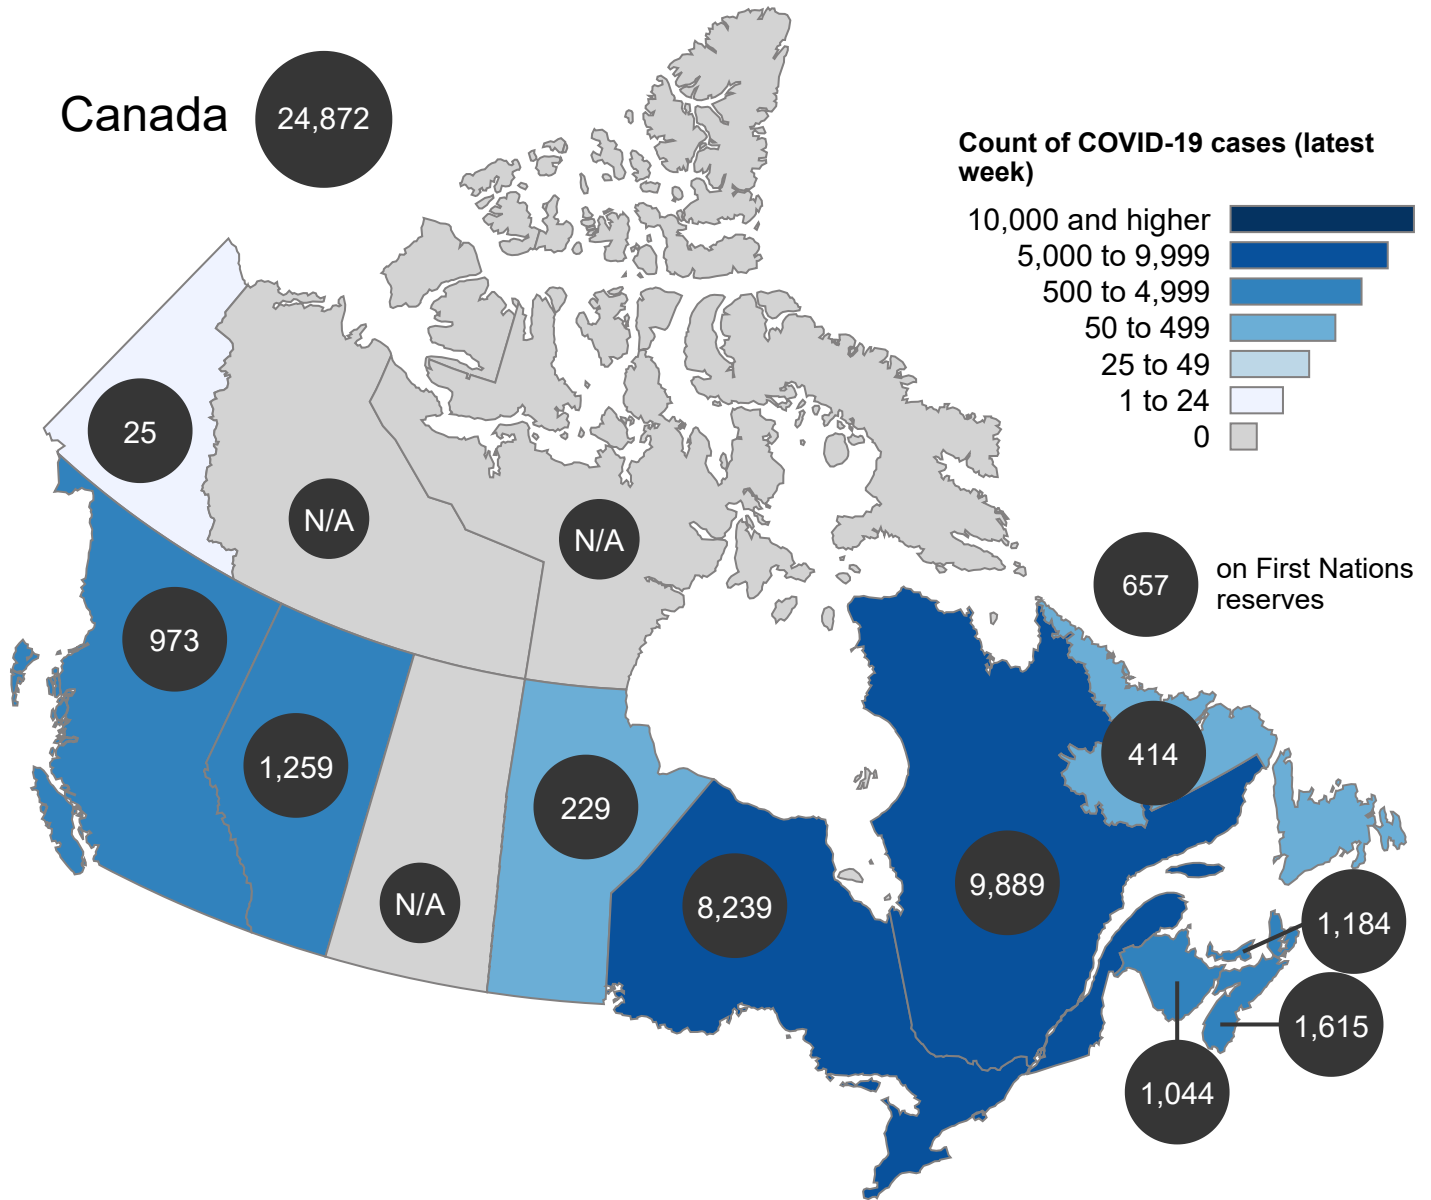 Canada
24,872
Count of COVID-19 cases (latest
week)
10,000 and higher
5,000 to 9,999
500 to 4,999
50 to 499
25 to 49
1 to 24
0
25
N/A
N/A
657
on First Nations
reserves
973
1,259
229
414
N/A
8,239
9,889
1,184
1,615
1,044